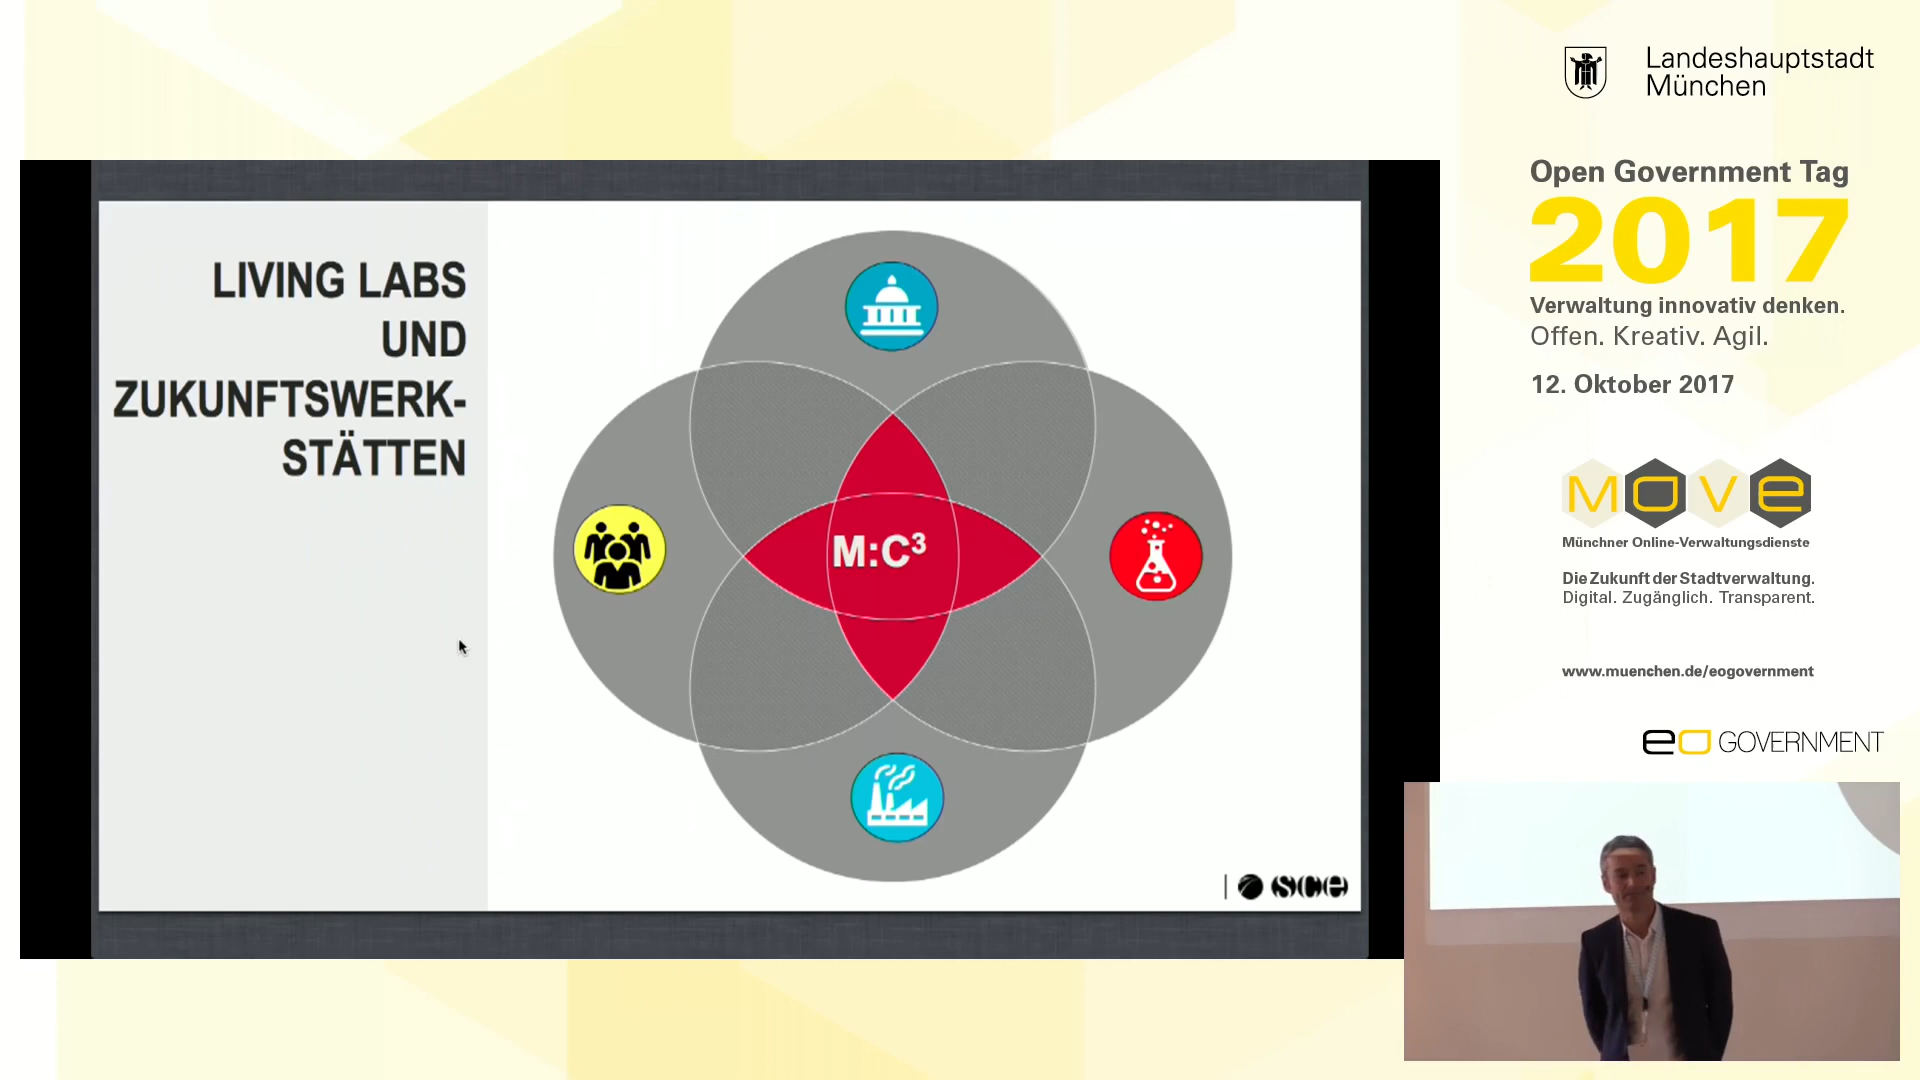 LIVING LABS
UND
ZUKUNFTSWERK-
STÄTTEN
M:C³
sce
Landeshauptstadt
München
Open Government Tag
2017
Verwaltung innovativ denken.
Offen. Kreativ. Agil.
12. Oktober 2017
Move
Münchner Online-Verwaltungsdienste
Die Zukunft der Stadtverwaltung.
Digital. Zugänglich. Transparent.
www.muenchen.de/eogovernment
eo GOVERNMENT